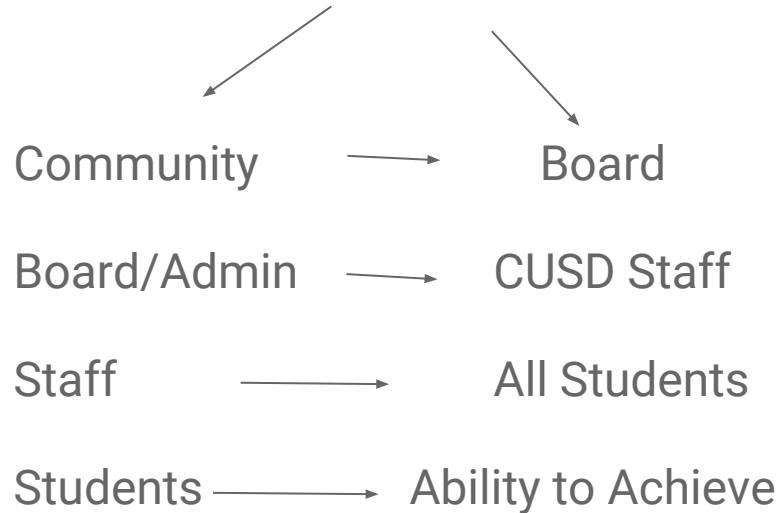 Community Board
Board/Admin CUSD Staff
Staff All Students
Students Ability to Achieve